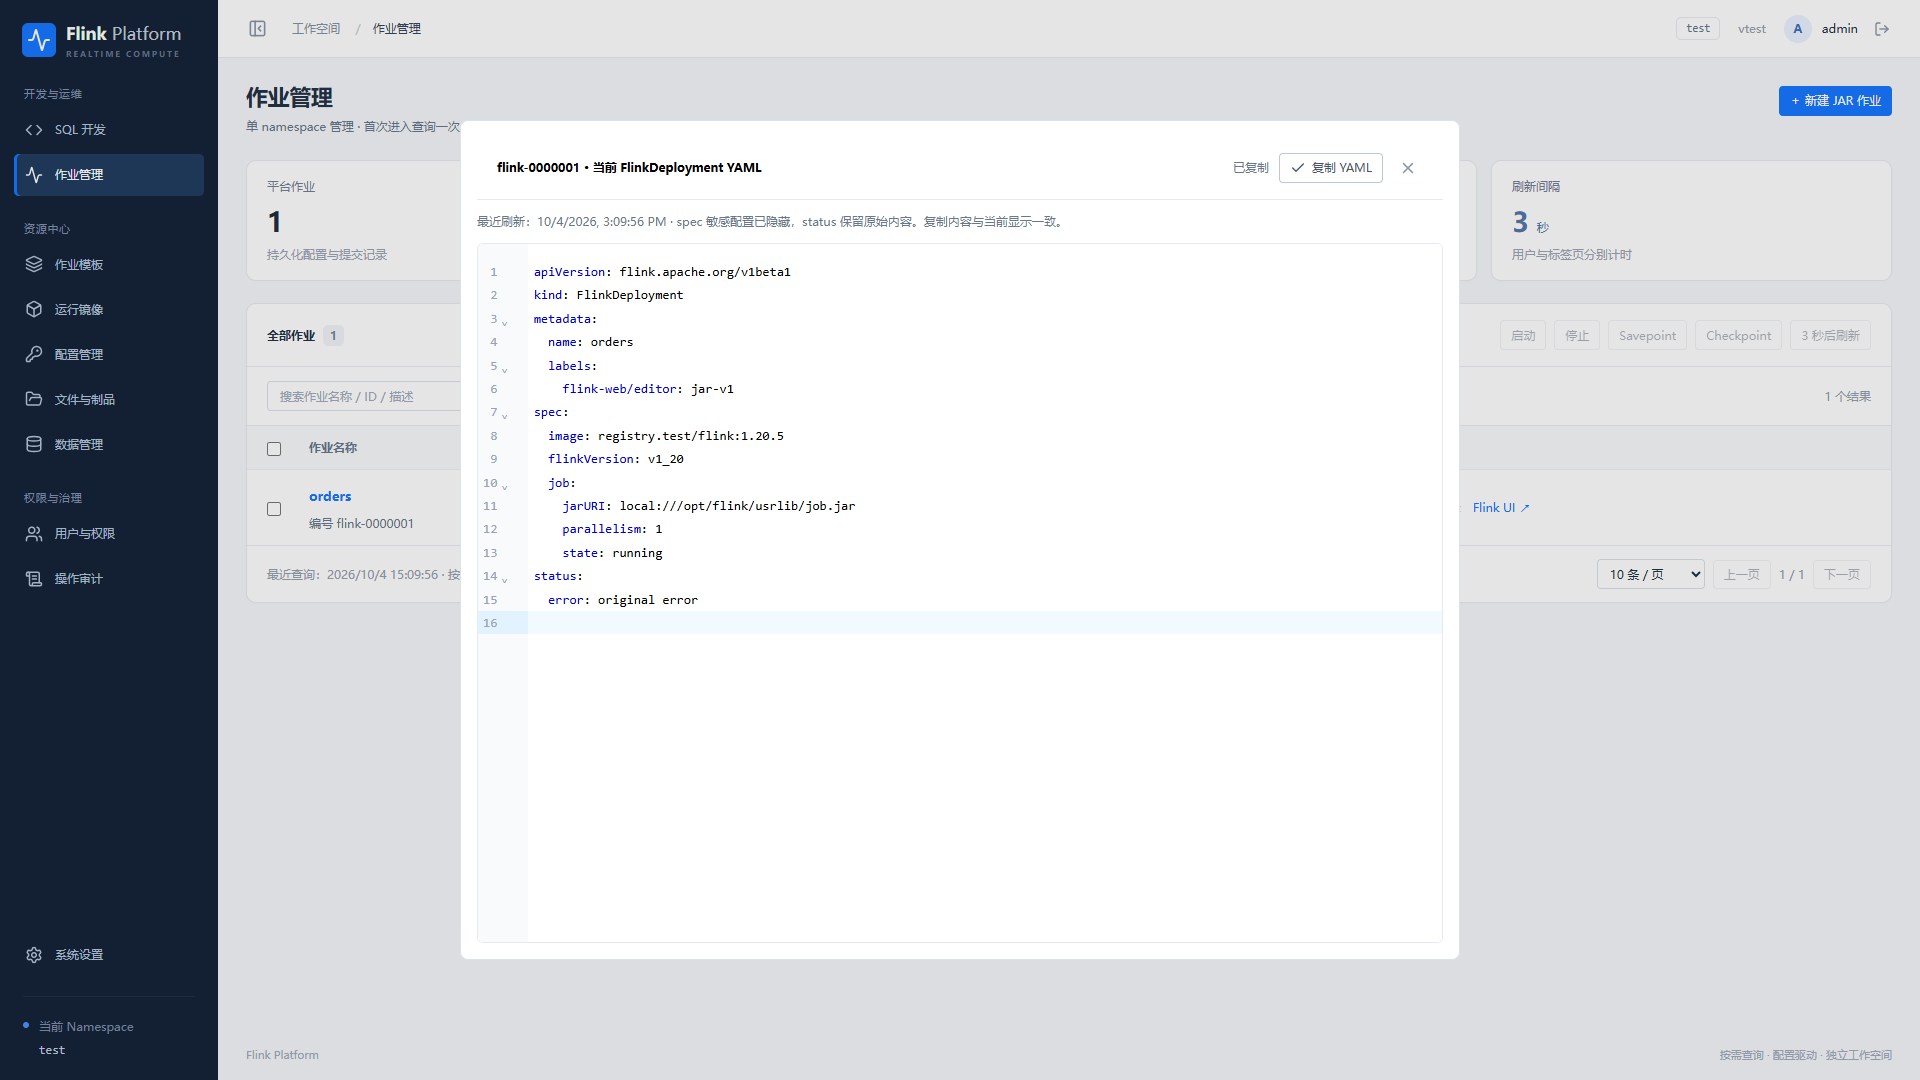 Flink Platform
REALTIME COMPUTE
开发与运维
SQL 开发
作业管理
资源中心
作业模板
运行镜像
配置管理
文件与制品
数据管理
权限与治理
用户与权限
操作审计
系统设置
当前 Namespace
test
工作空间 / 作业管理
test vtest A admin
作业管理
+ 新建 JAR 作业
单 namespace 管理 · 首次进入查询一次
平台作业
1
持久化配置与提交记录
刷新间隔
3 秒
用户与标签页分别计时
全部作业 1
启动 停止 Savepoint Checkpoint 3 秒后刷新
搜索作业名称 / ID / 描述
1 个结果
作业名称
orders
编号 flink-0000001
Flink UI ↗
最近查询：2026/10/4 15:09:56 · 按
10 条 / 页 上一页 1 / 1 下一页
flink-0000001 · 当前 FlinkDeployment YAML
已复制 复制 YAML
最近刷新：10/4/2026, 3:09:56 PM · spec 敏感配置已隐藏，status 保留原始内容。复制内容与当前显示一致。
1 apiVersion: flink.apache.org/v1beta1
2 kind: FlinkDeployment
3 metadata:
4 name: orders
5 labels:
6 flink-web/editor: jar-v1
7 spec:
8 image: registry.test/flink:1.20.5
9 flinkVersion: v1_20
10 job:
11 jarURI: local:///opt/flink/usrlib/job.jar
12 parallelism: 1
13 state: running
14 status:
15 error: original error
16
Flink Platform
按需查询 · 配置驱动 · 独立工作空间